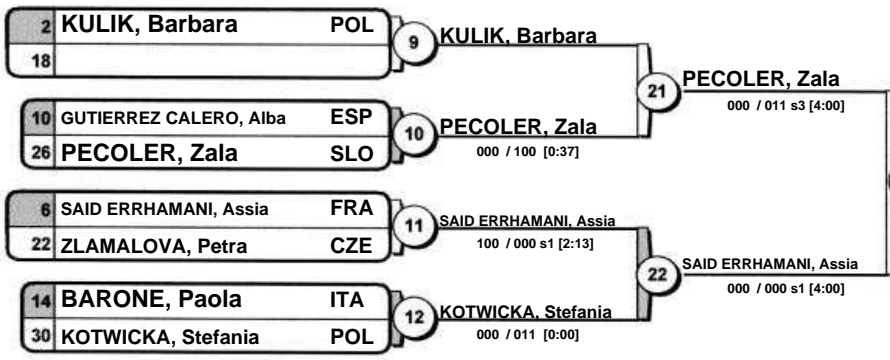 2 KULIK, Barbara POL
18
9 KULIK, Barbara
10 GUTIERREZ CALERO, Alba ESP
26 PECOLER, Zala SLO
10 PECOLER, Zala
000 / 100 [0:37]
21 PECOLER, Zala
000 / 011 s3 [4:00]
6 SAID ERRHAMANI, Assia FRA
22 ZLAMALOVA, Petra CZE
11 SAID ERRHAMANI, Assia
100 / 000 s1 [2:13]
14 BARONE, Paola ITA
30 KOTWICKA, Stefania POL
12 KOTWICKA, Stefania
000 / 011 [0:00]
22 SAID ERRHAMANI, Assia
000 / 000 s1 [4:00]